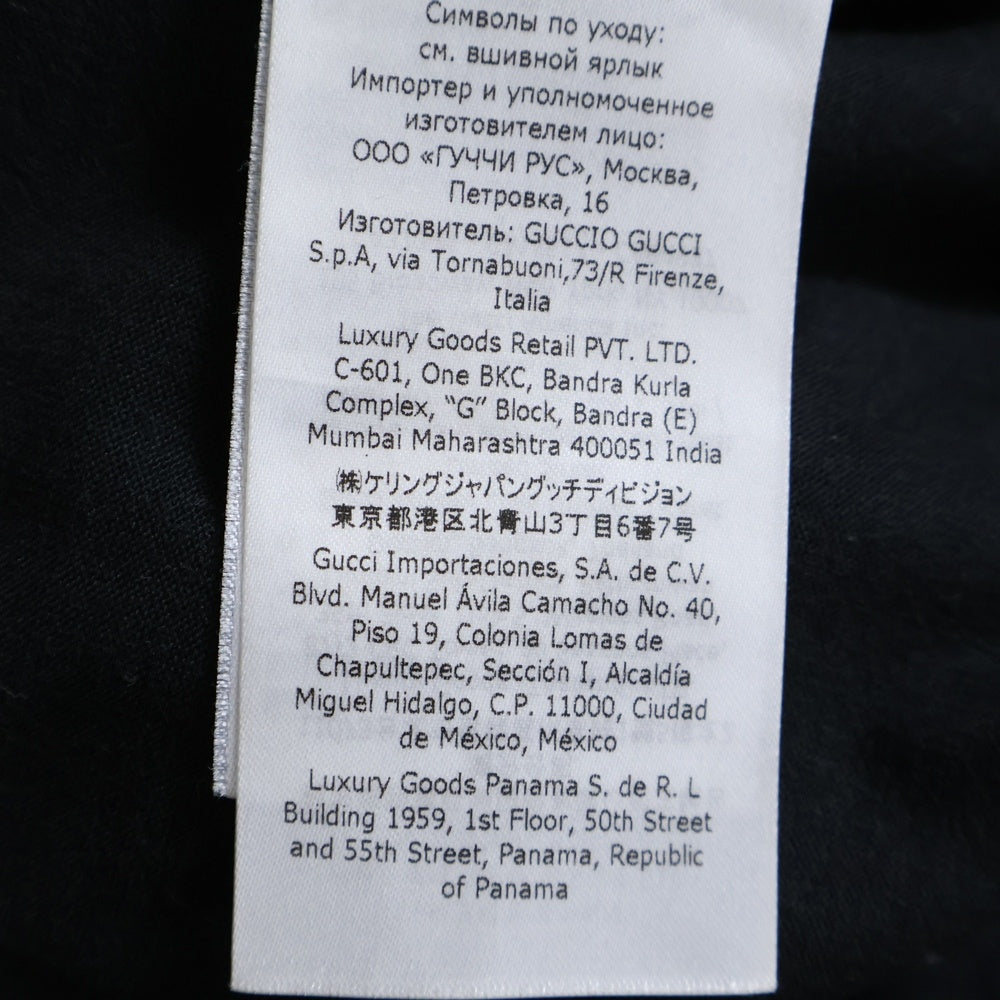 Символы по уходу:
см. вшивной ярлык
Импортер и уполномоченное
изготовителем лицо:
ООО «ГУЧЧИ РУС», Москва,
Петровка, 16
Изготовитель: GUCCIO GUCCI
S.p.A, via Tornabuoni,73/R Firenze,
Italia
Luxury Goods Retail PVT. LTD.
C-601, One BKC, Bandra Kurla
Complex, “G” Block, Bandra (E)
Mumbai Maharashtra 400051 India
㈱ケリングジャパングッチディビジョン
東京都港区北青山3丁目6番7号
Gucci Importaciones, S.A. de C.V.
Blvd. Manuel Ávila Camacho No. 40,
Piso 19, Colonia Lomas de
Chapultepec, Sección I, Alcaldía
Miguel Hidalgo, C.P. 11000, Ciudad
de México, México
Luxury Goods Panama S. de R. L
Building 1959, 1st Floor, 50th Street
and 55th Street, Panama, Republic
of Panama